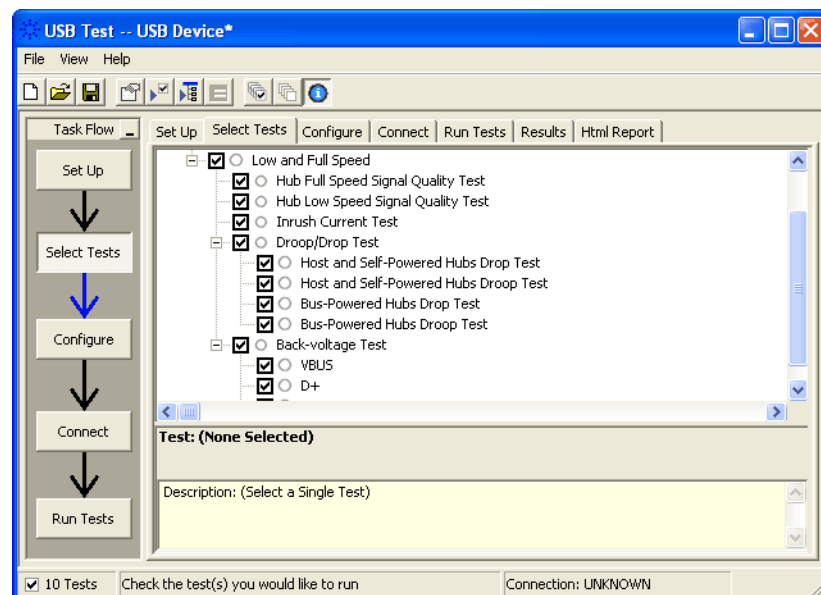 USB Test -- USB Device*
File View Help
Task Flow
Set Up Select Tests Configure Connect Run Tests Results Html Report
Set Up
Select Tests
Configure
Connect
Run Tests
Low and Full Speed
Hub Full Speed Signal Quality Test
Hub Low Speed Signal Quality Test
Inrush Current Test
Droop/Drop Test
Host and Self-Powered Hubs Drop Test
Host and Self-Powered Hubs Droop Test
Bus-Powered Hubs Drop Test
Bus-Powered Hubs Droop Test
Back-voltage Test
VBUS
D+
Test: (None Selected)
Description: (Select a Single Test)
10 Tests Check the test(s) you would like to run Connection: UNKNOWN